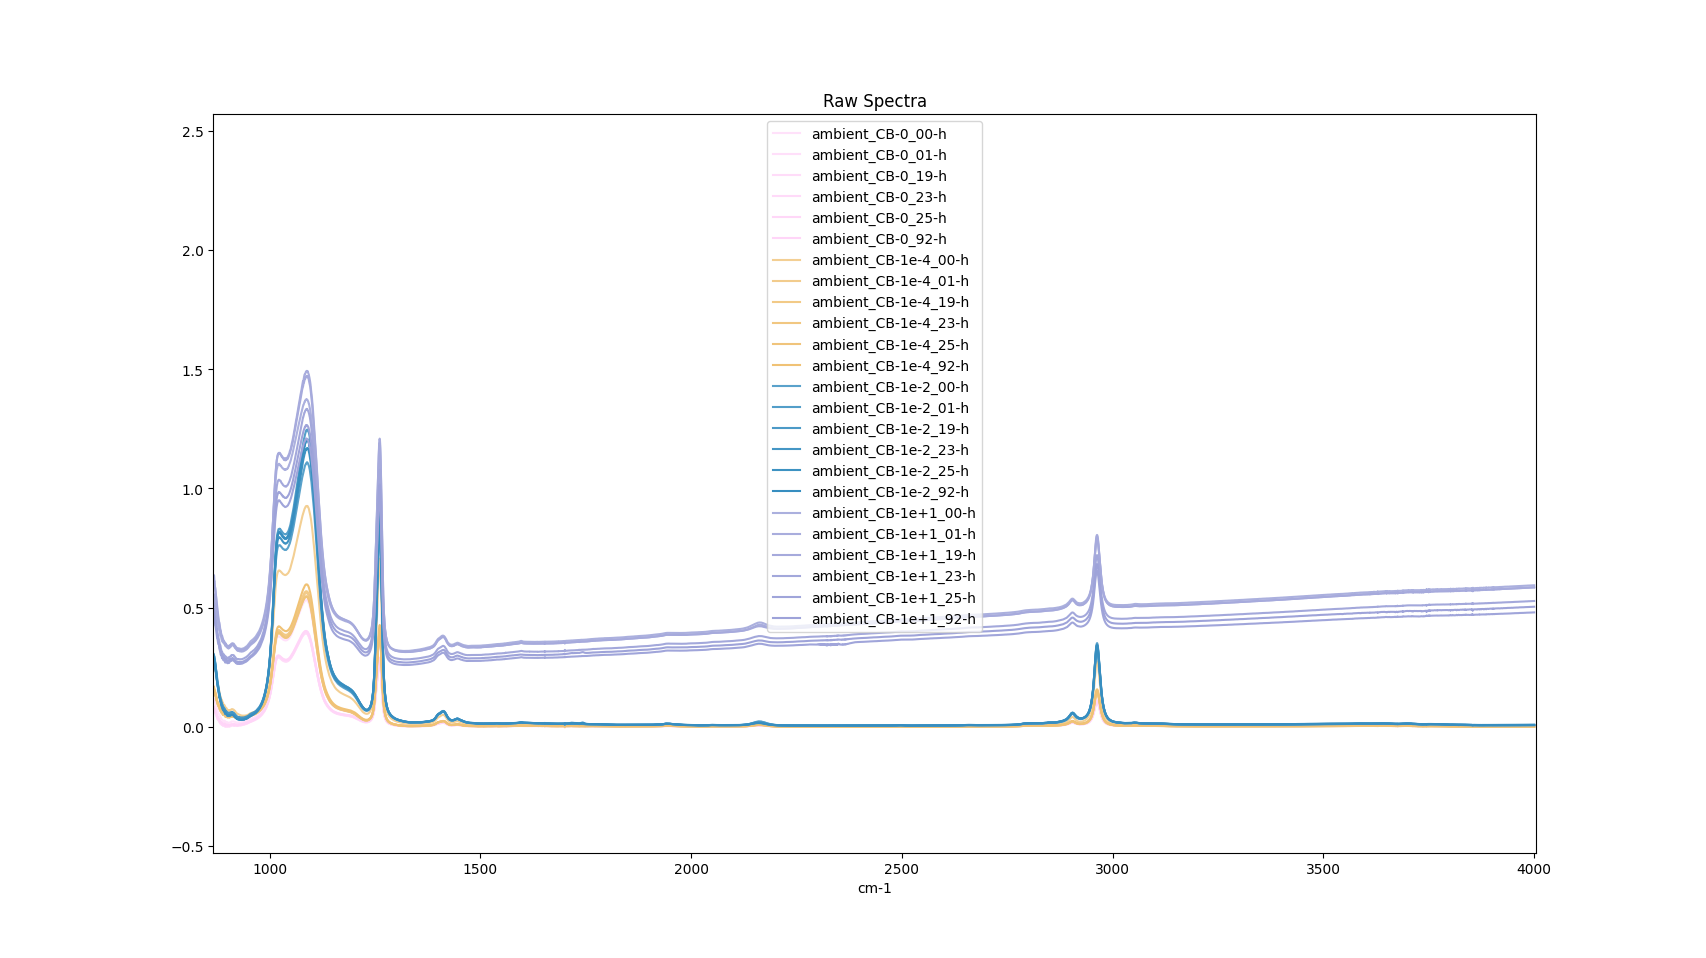 Raw Spectra
2.5
2.0
1.5
1.0
0.5
0.0
−0.5
ambient_CB-0_00-h
ambient_CB-0_01-h
ambient_CB-0_19-h
ambient_CB-0_23-h
ambient_CB-0_25-h
ambient_CB-0_92-h
ambient_CB-1e-4_00-h
ambient_CB-1e-4_01-h
ambient_CB-1e-4_19-h
ambient_CB-1e-4_23-h
ambient_CB-1e-4_25-h
ambient_CB-1e-4_92-h
ambient_CB-1e-2_00-h
ambient_CB-1e-2_01-h
ambient_CB-1e-2_19-h
ambient_CB-1e-2_23-h
ambient_CB-1e-2_25-h
ambient_CB-1e-2_92-h
ambient_CB-1e+1_00-h
ambient_CB-1e+1_01-h
ambient_CB-1e+1_19-h
ambient_CB-1e+1_23-h
ambient_CB-1e+1_25-h
ambient_CB-1e+1_92-h
1000 1500 2000 2500 3000 3500 4000
cm-1